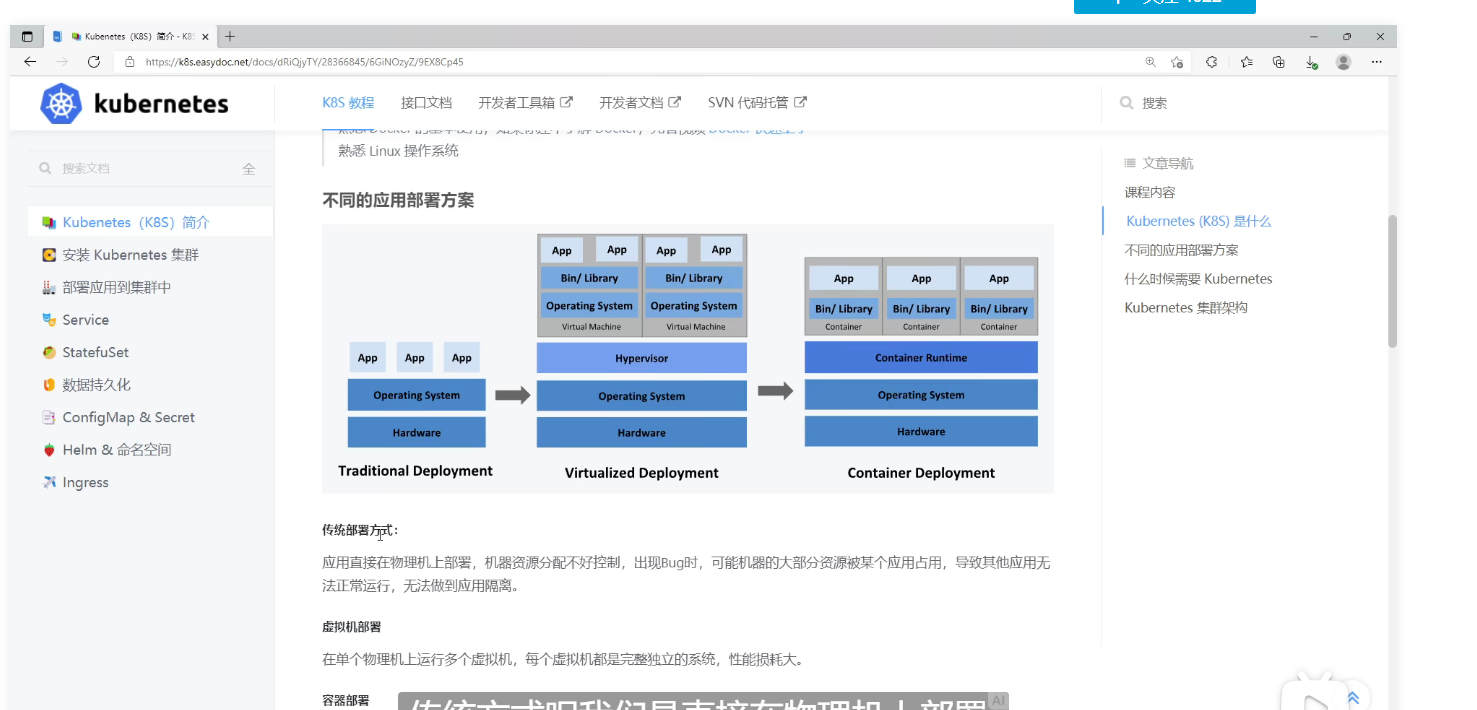 关注
Kubenetes (K8S) 简介 - K8S
https://k8s.easydoc.net/docs/dRiQjyTY/28366845/6GiNOzyZ/9EX8Cp45
kubernetes
K8S 教程 接口文档 开发者工具箱 开发者文档 SVN 代码托管
搜索
搜索文档 全
Kubenetes（K8S）简介
安装 Kubernetes 集群
部署应用到集群中
Service
StatefuSet
数据持久化
ConfigMap & Secret
Helm & 命名空间
Ingress
熟悉 Linux 操作系统
不同的应用部署方案
App App App
Operating System
Hardware
Traditional Deployment
App App App App
Bin/ Library Bin/ Library
Operating System Operating System
Virtual Machine Virtual Machine
Hypervisor
Operating System
Hardware
Virtualized Deployment
App App App
Bin/ Library Bin/ Library Bin/ Library
Container Container Container
Container Runtime
Operating System
Hardware
Container Deployment
传统部署方式：
应用直接在物理机上部署，机器资源分配不好控制，出现Bug时，可能机器的大部分资源被某个应用占用，导致其他应用无
法正常运行，无法做到应用隔离。
虚拟机部署
在单个物理机上运行多个虚拟机，每个虚拟机都是完整独立的系统，性能损耗大。
容器部署
文章导航
课程内容
Kubernetes (K8S) 是什么
不同的应用部署方案
什么时候需要 Kubernetes
Kubernetes 集群架构
传统方式呢我们是直接在物理机上部署
AI